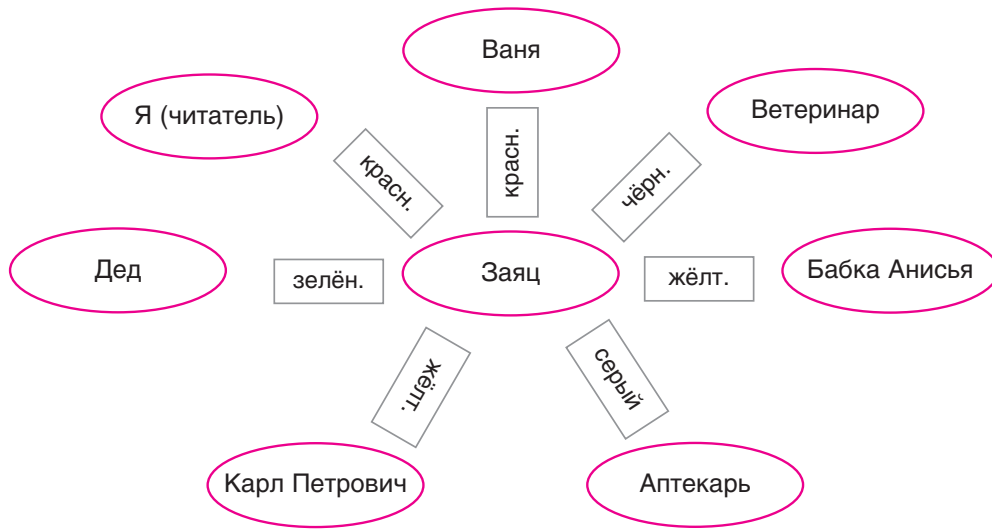 Ваня
Я (читатель)
Ветеринар
красн.
красн.
чёрн.
Дед
зелён.
Заяц
жёлт.
Бабка Анисья
жёлт.
серый
Карл Петрович
Аптекарь